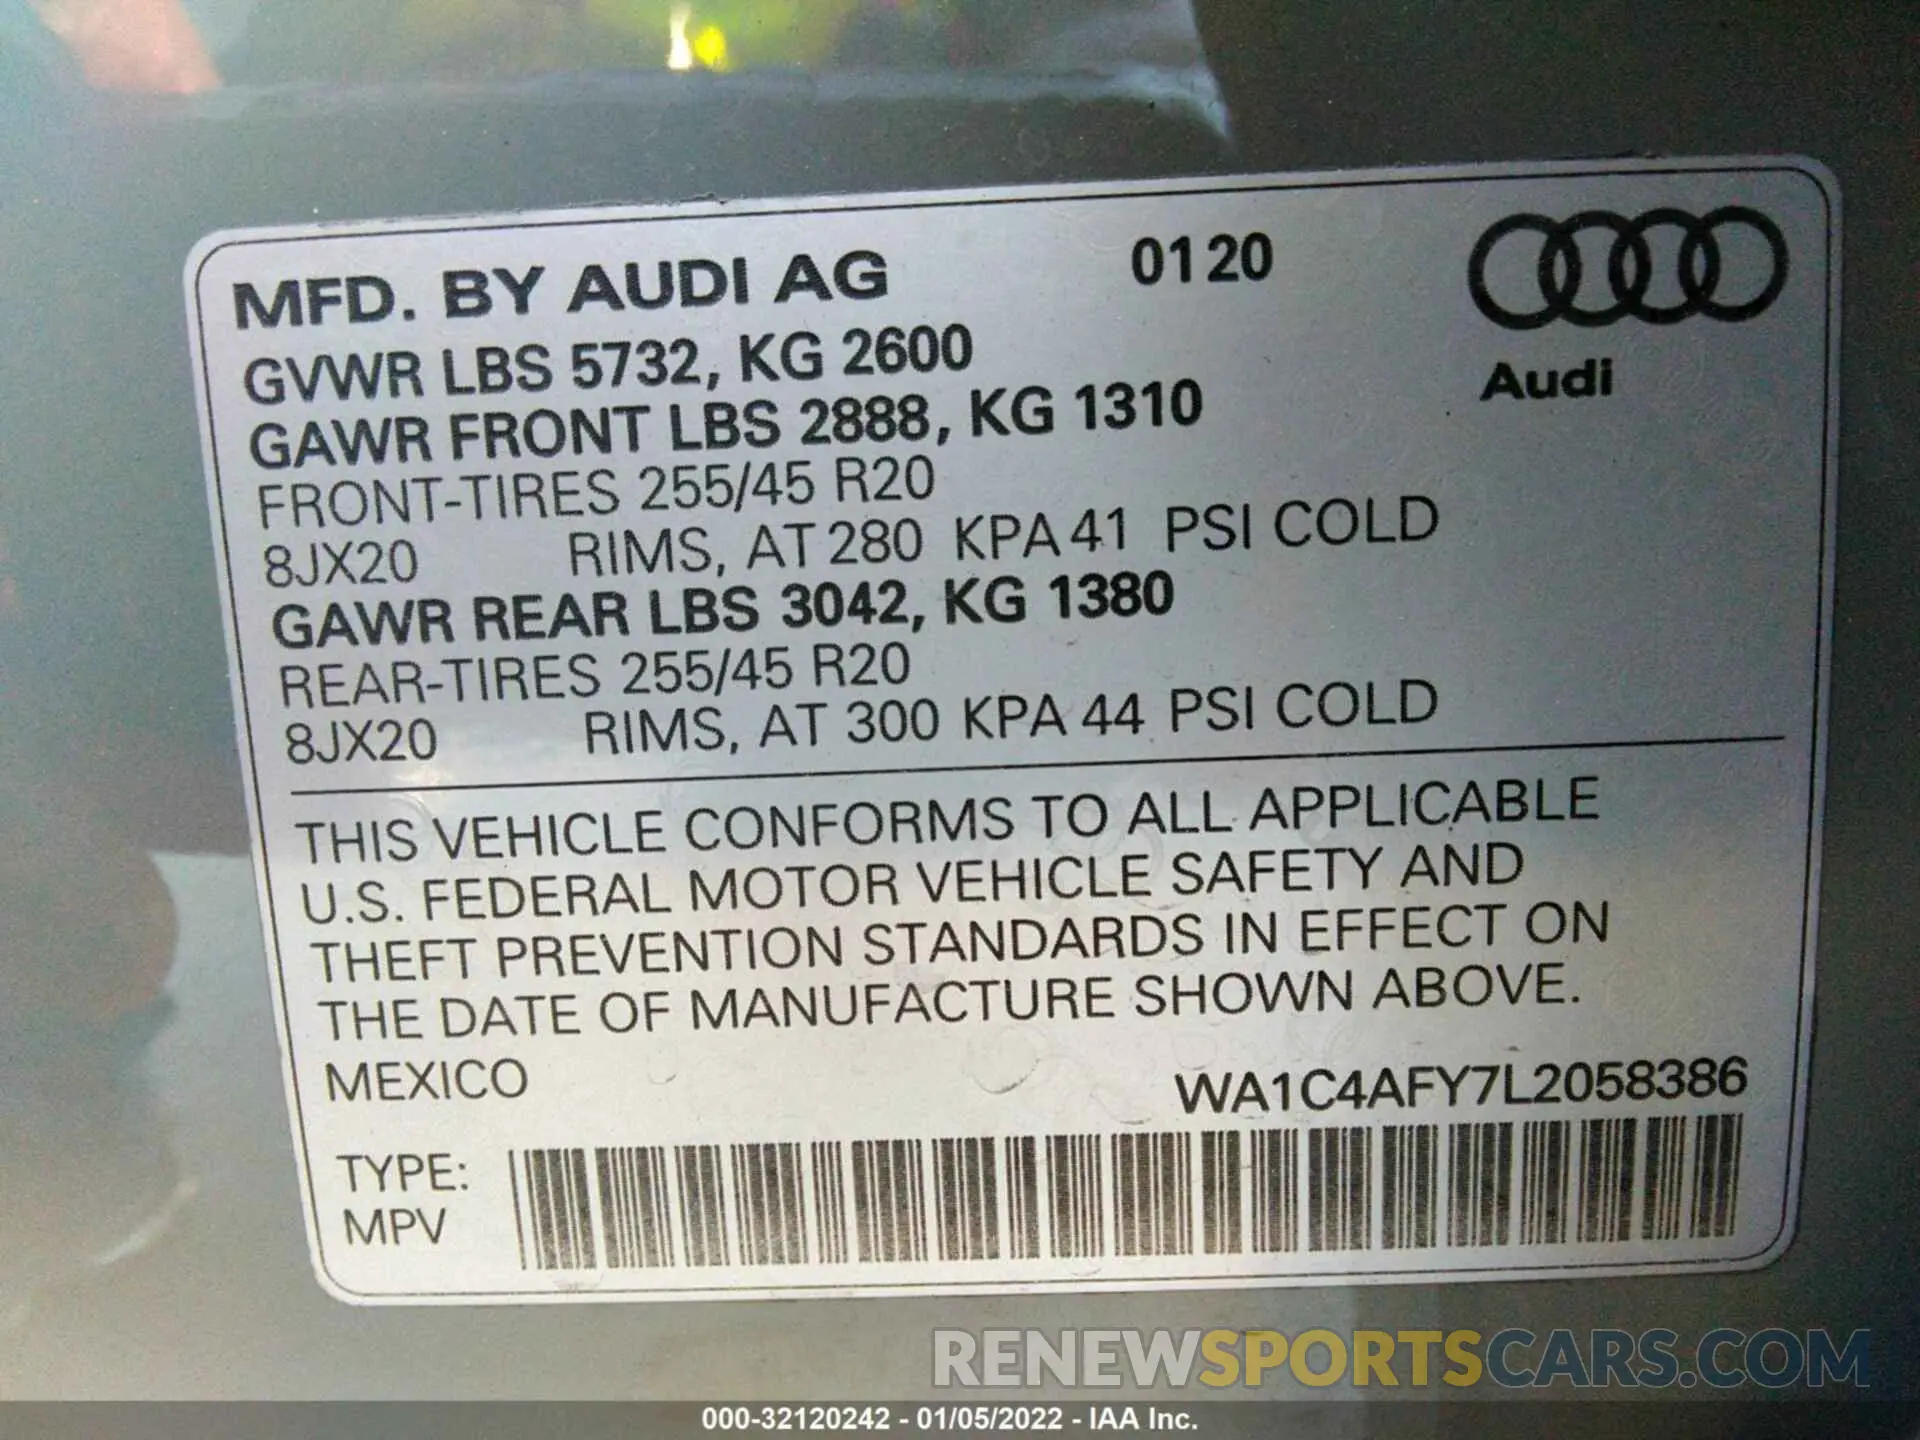 MFD. BY AUDI AG 0120
GVWR LBS 5732, KG 2600
Audi
GAWR FRONT LBS 2888, KG 1310
FRONT-TIRES 255/45 R20
8JX20 RIMS, AT 280 KPA 41 PSI COLD
GAWR REAR LBS 3042, KG 1380
REAR-TIRES 255/45 R20
8JX20 RIMS, AT 300 KPA 44 PSI COLD
THIS VEHICLE CONFORMS TO ALL APPLICABLE
U.S. FEDERAL MOTOR VEHICLE SAFETY AND
THEFT PREVENTION STANDARDS IN EFFECT ON
THE DATE OF MANUFACTURE SHOWN ABOVE.
MEXICO WA1C4AFY7L2058386
TYPE:
MPV
RENEWSPORTSCARS.COM
000-32120242 - 01/05/2022 - IAA Inc.